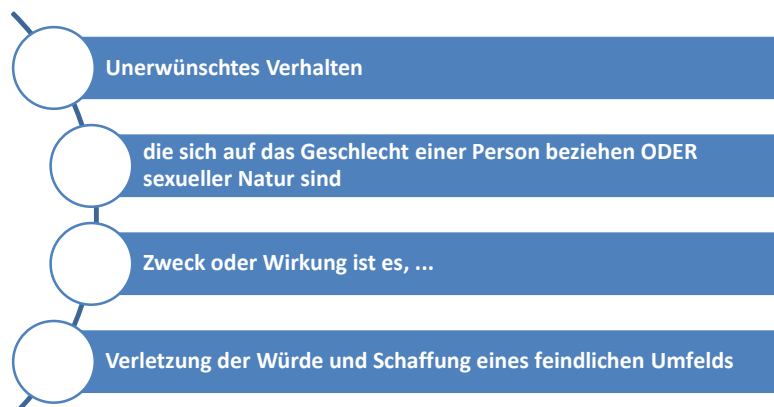 Unerwünschtes Verhalten
die sich auf das Geschlecht einer Person beziehen ODER
sexueller Natur sind
Zweck oder Wirkung ist es, ...
Verletzung der Würde und Schaffung eines feindlichen Umfelds